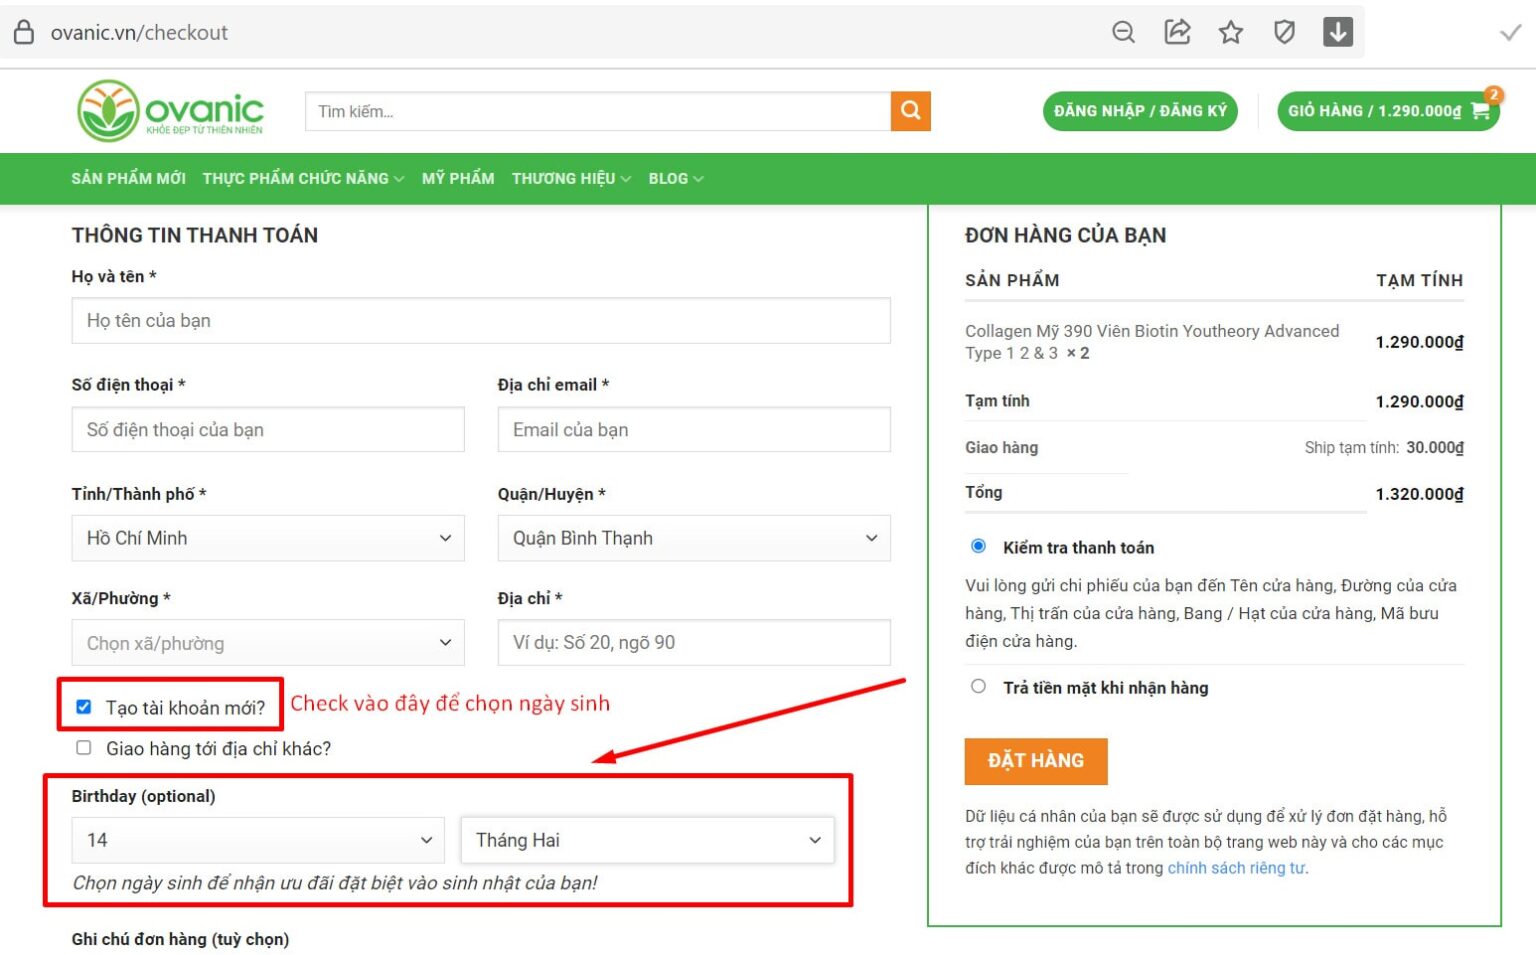 ovanic.vn/checkout
ovanic
KHỎE ĐẸP TỪ THIÊN NHIÊN
Tìm kiếm...
ĐĂNG NHẬP / ĐĂNG KÝ
GIỎ HÀNG / 1.290.000₫
2
SẢN PHẨM MỚI THỰC PHẨM CHỨC NĂNG MỸ PHẨM THƯƠNG HIỆU BLOG
THÔNG TIN THANH TOÁN
Họ và tên *
Họ tên của bạn
Số điện thoại * Địa chỉ email *
Số điện thoại của bạn Email của bạn
Tỉnh/Thành phố * Quận/Huyện *
Hồ Chí Minh Quận Bình Thạnh
Xã/Phường * Địa chỉ *
Chọn xã/phường Ví dụ: Số 20, ngõ 90
Tạo tài khoản mới? Check vào đây để chọn ngày sinh
Giao hàng tới địa chỉ khác?
Birthday (optional)
14 Tháng Hai
Chọn ngày sinh để nhận ưu đãi đặt biệt vào sinh nhật của bạn!
Ghi chú đơn hàng (tuỳ chọn)
ĐƠN HÀNG CỦA BẠN
SẢN PHẨM TẠM TÍNH
Collagen Mỹ 390 Viên Biotin Youtheory Advanced
Type 1 2 & 3 × 2 1.290.000₫
Tạm tính 1.290.000₫
Giao hàng Ship tạm tính: 30.000₫
Tổng 1.320.000₫
Kiểm tra thanh toán
Vui lòng gửi chi phiếu của bạn đến Tên cửa hàng, Đường của cửa
hàng, Thị trấn của cửa hàng, Bang / Hạt của cửa hàng, Mã bưu
điện cửa hàng.
Trả tiền mặt khi nhận hàng
ĐẶT HÀNG
Dữ liệu cá nhân của bạn sẽ được sử dụng để xử lý đơn đặt hàng, hỗ
trợ trải nghiệm của bạn trên toàn bộ trang web này và cho các mục
đích khác được mô tả trong chính sách riêng tư.